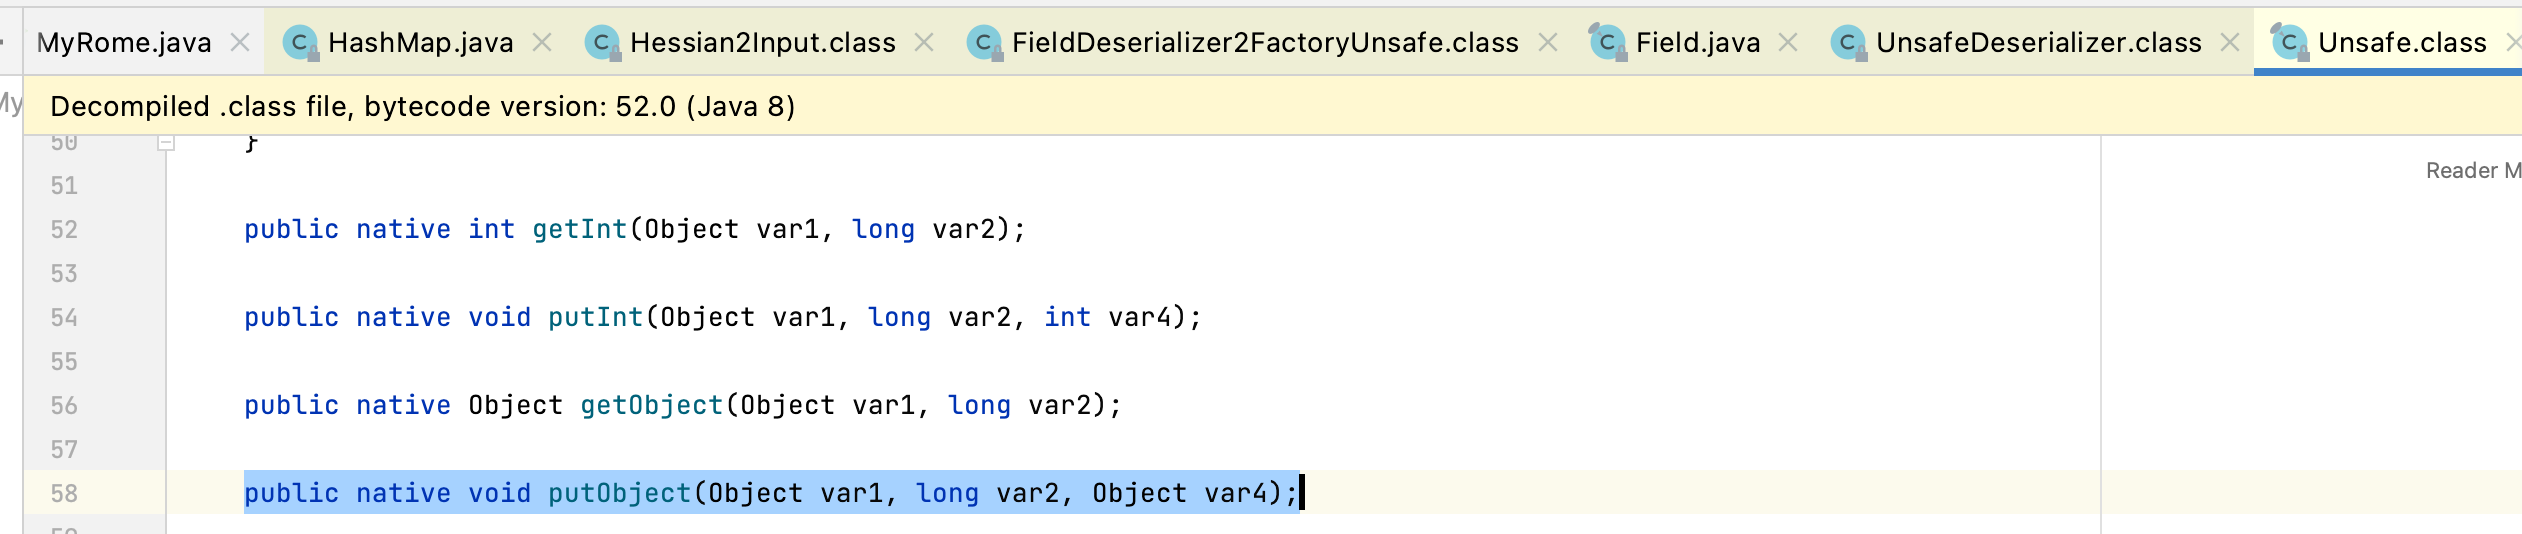 MyRome.java HashMap.java Hessian2Input.class FieldDeserializer2FactoryUnsafe.class Field.java UnsafeDeserializer.class Unsafe.class
My Decompiled .class file, bytecode version: 52.0 (Java 8)
50 }
51 Reader M
52 public native int getInt(Object var1, long var2);
53
54 public native void putInt(Object var1, long var2, int var4);
55
56 public native Object getObject(Object var1, long var2);
57
58 public native void putObject(Object var1, long var2, Object var4);